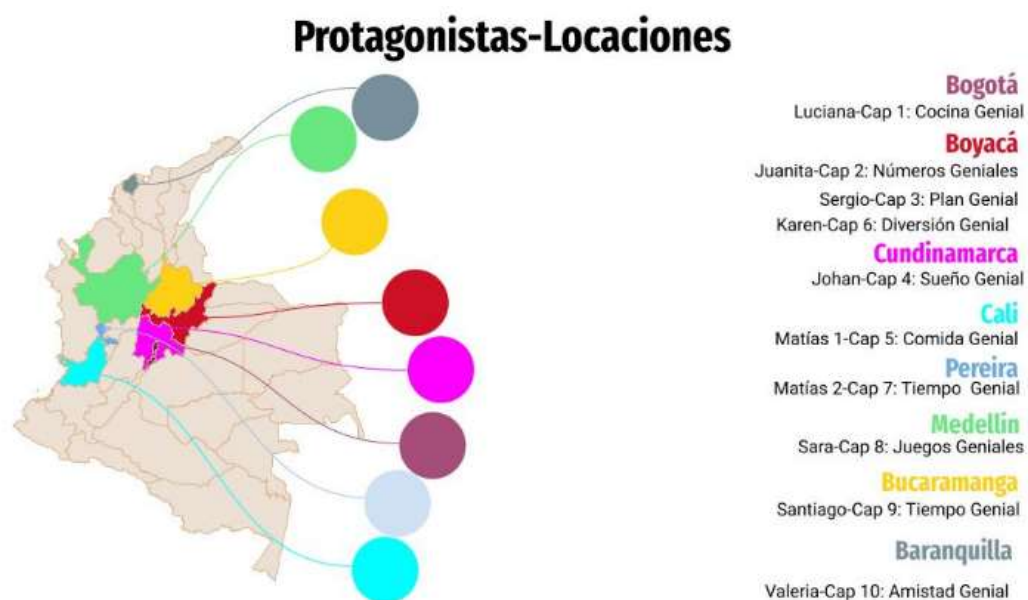 Protagonistas-Locaciones
Bogotá
Luciana-Cap 1: Cocina Genial
Boyacá
Juanita-Cap 2: Números Geniales
Sergio-Cap 3: Plan Genial
Karen-Cap 6: Diversión Genial
Cundinamarca
Johan-Cap 4: Sueño Genial
Cali
Matías 1-Cap 5: Comida Genial
Pereira
Matías 2-Cap 7: Tiempo Genial
Medellin
Sara-Cap 8: Juegos Geniales
Bucaramanga
Santiago-Cap 9: Tiempo Genial
Baranquilla
Valeria-Cap 10: Amistad Genial